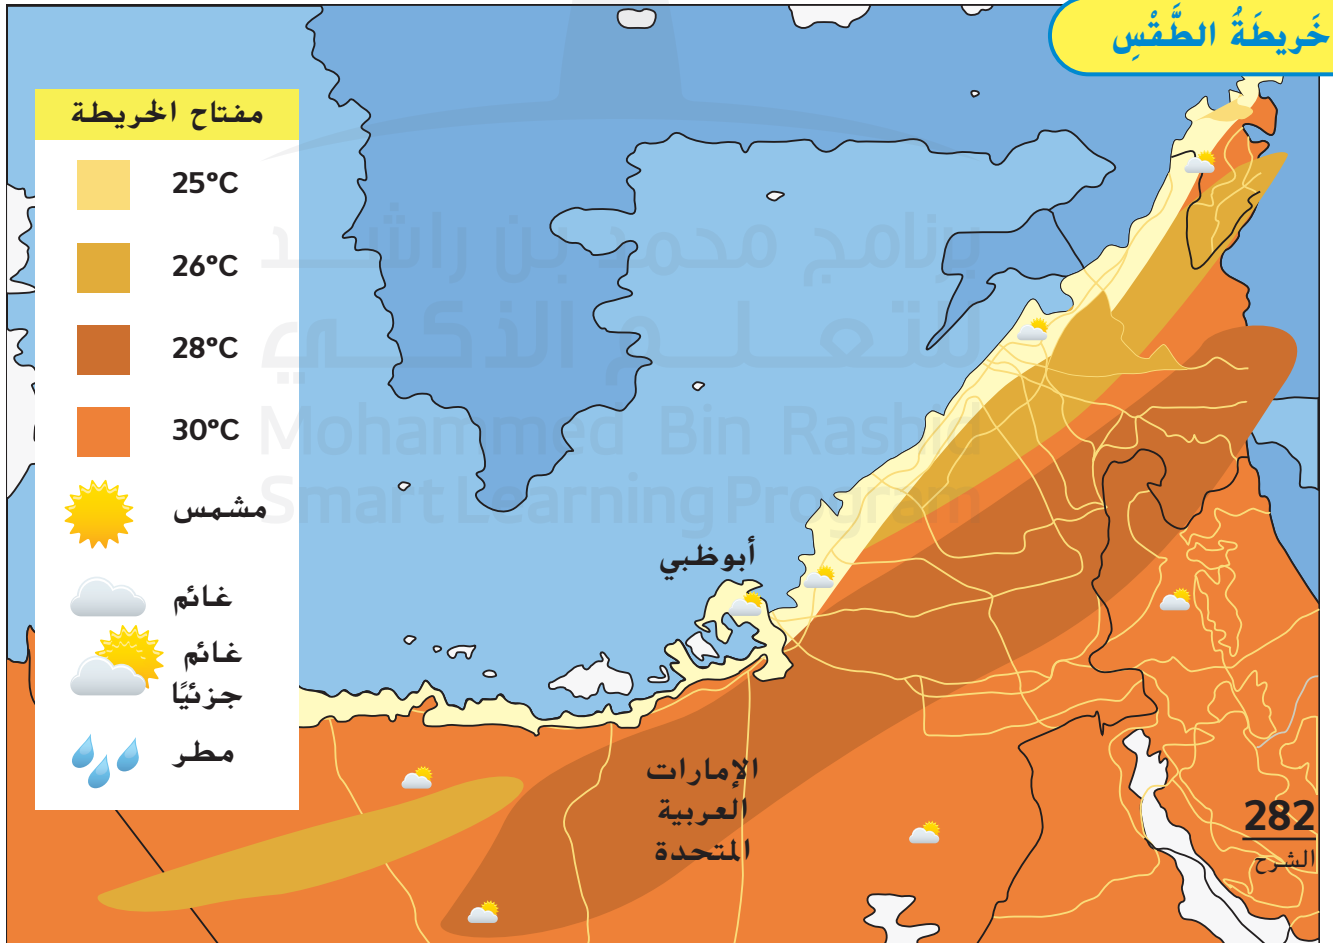 خَريطَةُ الطَّقْسِ
مفتاح الخريطة
25°C
26°C
28°C
30°C
مشمس
غائم
غائم
جزئيًا
مطر
برنامج محمد بن راشد
للتعلم الذكي
Mohammed Bin Rashid
Smart Learning Program
أبوظبي
الإمارات
العربية
المتحدة
282
الشرح